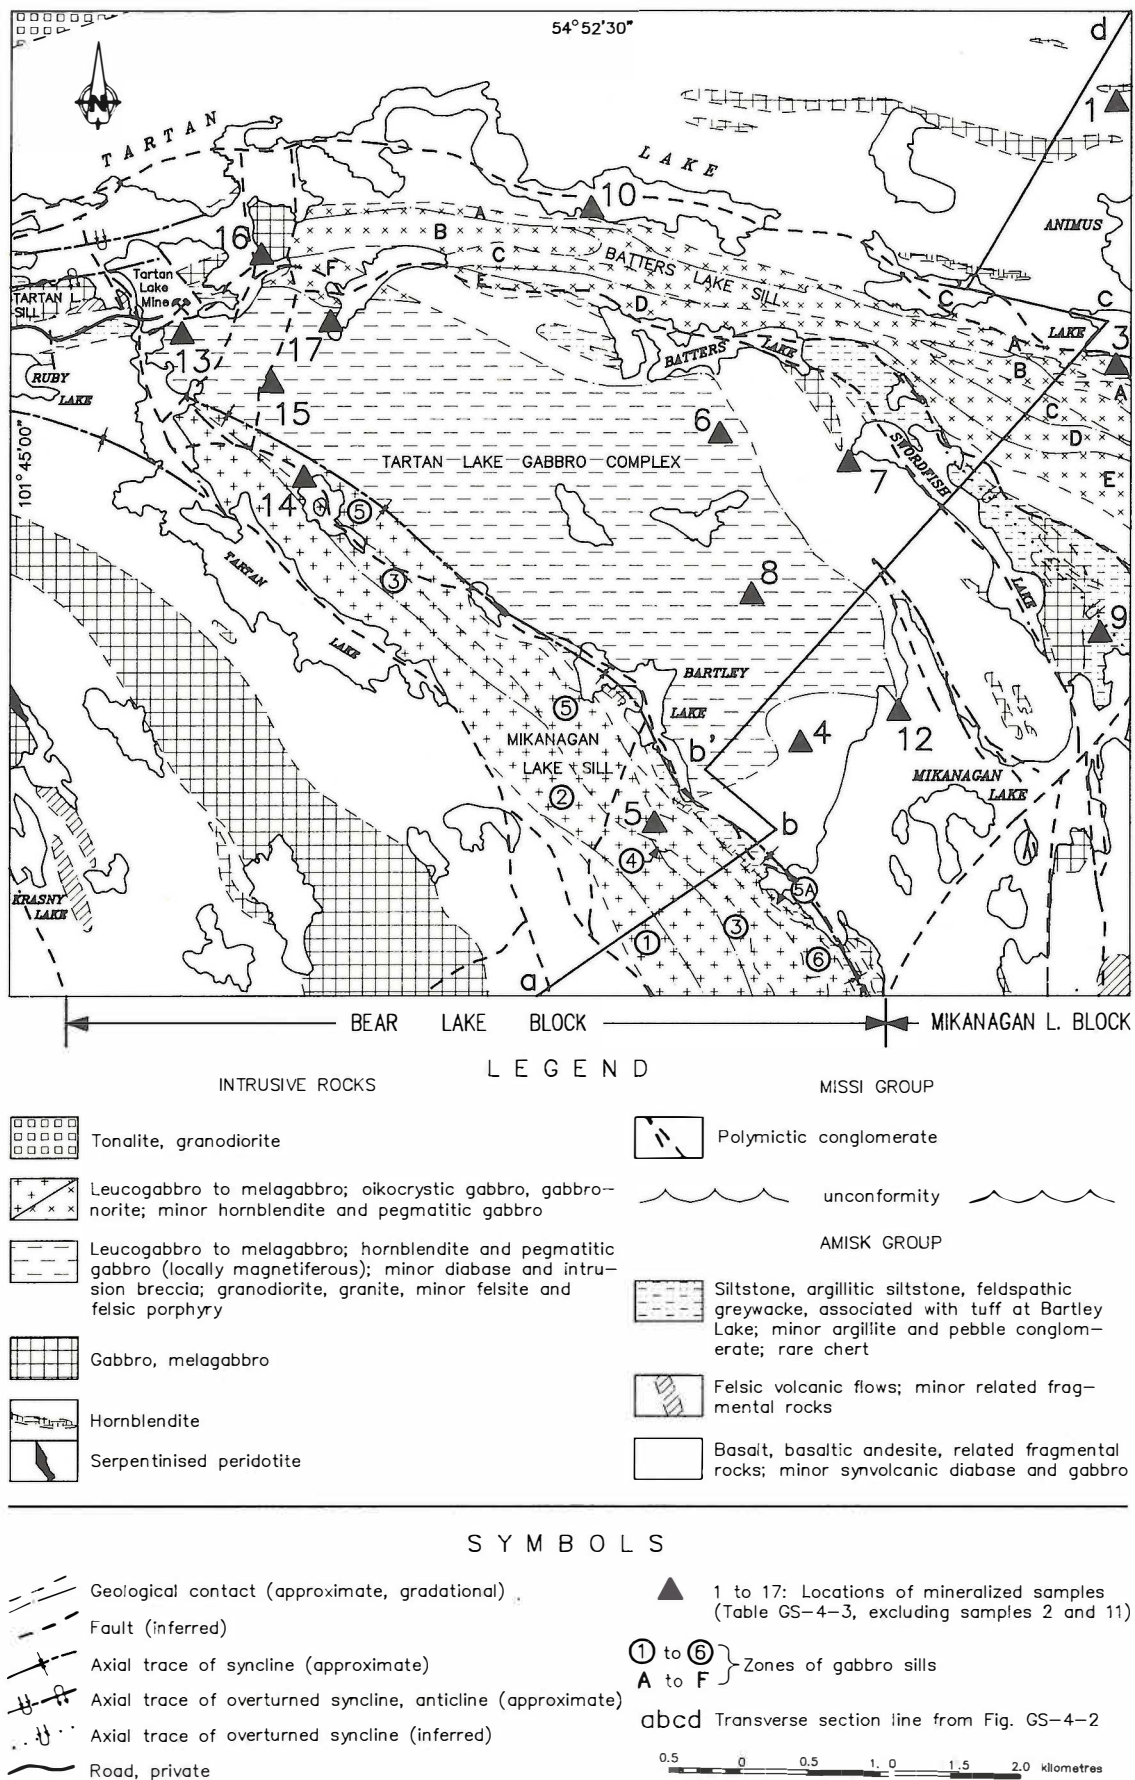 54°52'30"
d
1
TARTAN
LAKE
10
ANIMUS
16
A
B
C
BATTERS LAKE SILL
F
E
D
Tartan
Lake
Mine
TARTAN L.
SILL
C
C
LAKE
3
13
17
BATTERS LAKE
A
B
A
RUBY
LAKE
15
6
C
D
101°45'00"
TARTAN LAKE GABBRO COMPLEX
SWORDFISH
7
E
14
5
3
TARTAN
8
LAKE
9
LAKE
BARTLEY
LAKE
5
MIKANAGAN
LAKE SILL
b'
4
12
2
MIKANAGAN
LAKE
5
b
4
KRASNY
LAKE
5A
3
1
6
a
BEAR LAKE BLOCK
MIKANAGAN L. BLOCK
LEGEND
INTRUSIVE ROCKS
Tonalite, granodiorite
Leucogabbro to melagabbro; oikocrystic gabbro, gabbro-
norite; minor hornblendite and pegmatitic gabbro
Leucogabbro to melagabbro; hornblendite and pegmatitic
gabbro (locally magnetiferous); minor diabase and intru-
sion breccia; granodiorite, granite, minor felsite and
felsic porphyry
Gabbro, melagabbro
Hornblendite
Serpentinised peridotite
MISSI GROUP
Polymictic conglomerate
unconformity
AMISK GROUP
Siltstone, argillitic siltstone, feldspathic
greywacke, associated with tuff at Bartley
Lake; minor argillite and pebble conglom-
erate; rare chert
Felsic volcanic flows; minor related frag-
mental rocks
Basalt, basaltic andesite, related fragmental
rocks; minor synvolcanic diabase and gabbro
SYMBOLS
Geological contact (approximate, gradational)
Fault (inferred)
Axial trace of syncline (approximate)
Axial trace of overturned syncline, anticline (approximate)
Axial trace of overturned syncline (inferred)
Road, private
1 to 17: Locations of mineralized samples
(Table GS-4-3, excluding samples 2 and 11)
1 to 6
A to F
Zones of gabbro sills
abcd Transverse section line from Fig. GS-4-2
0.5 0 0.5 1.0 1.5 2.0 kilometres